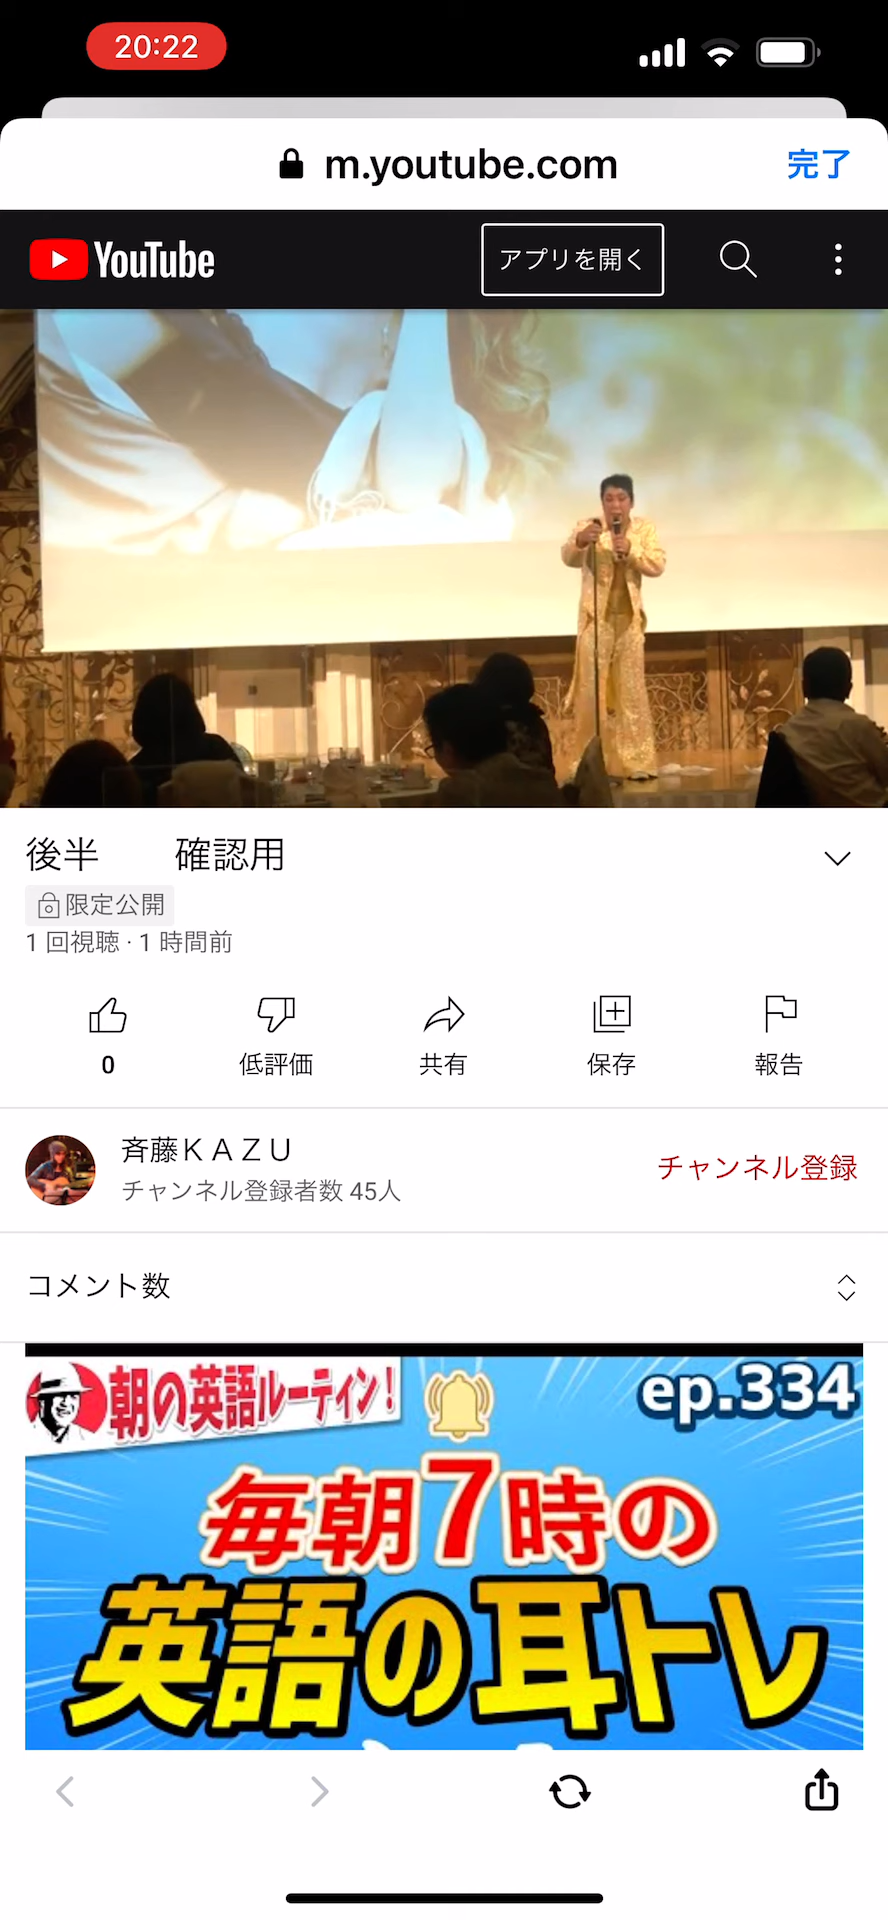 20:22
m.youtube.com
完了
YouTube
アプリを開く
後半　　確認用
限定公開
1 回視聴 · 1 時間前
0
低評価
共有
保存
報告
斉藤ＫＡＺＵ
チャンネル登録者数 45人
チャンネル登録
コメント数
朝の英語ルーティン！
ep.334
毎朝7時の
英語の耳トレ